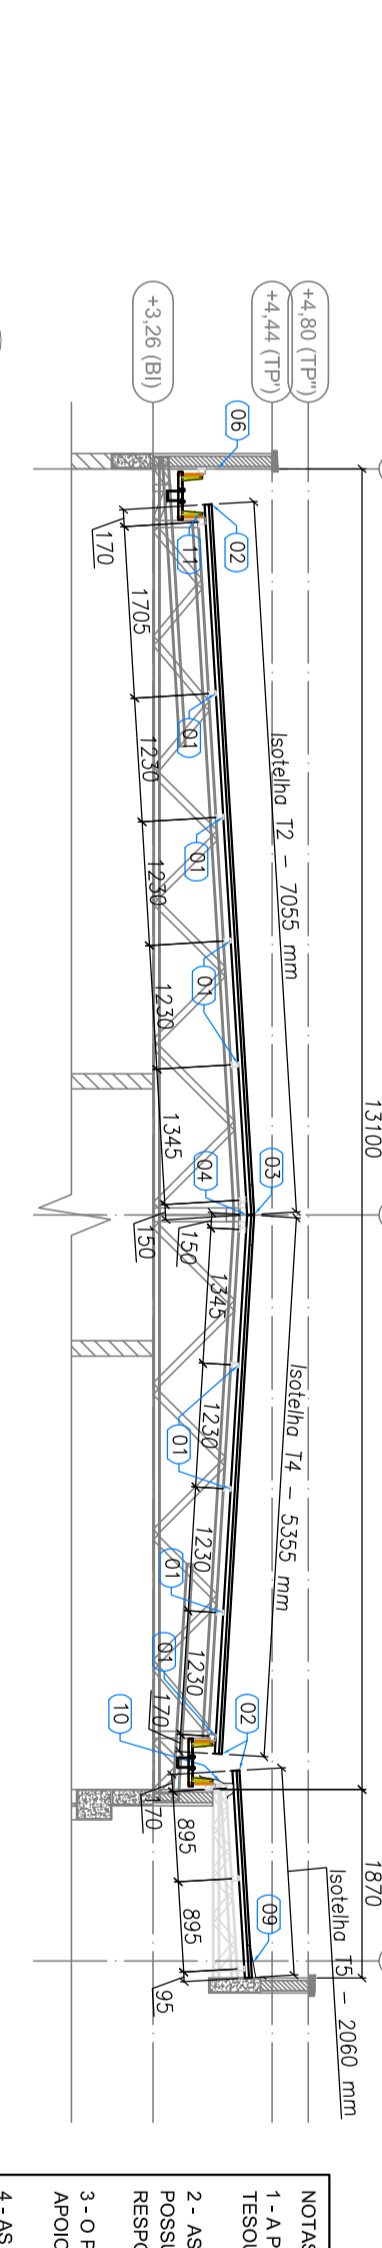 +4,80 (TP'')
+4,44 (TP')
+3,26 (BI)
13100
1870
Isotelha T2 - 7055 mm
Isotelha T4 - 5355 mm
Isotelha T5 - 2060 mm
06
02
11
01
01
01
03
04
01
01
01
02
10
09
170
1705
1230
1230
1230
1345
150
150
1345
1230
1230
1230
170
170
895
895
95
NOTAS
1 - A P
TESOU
2 - AS
POSSU
RESPO
3 - O P
APOIO
4 - AS